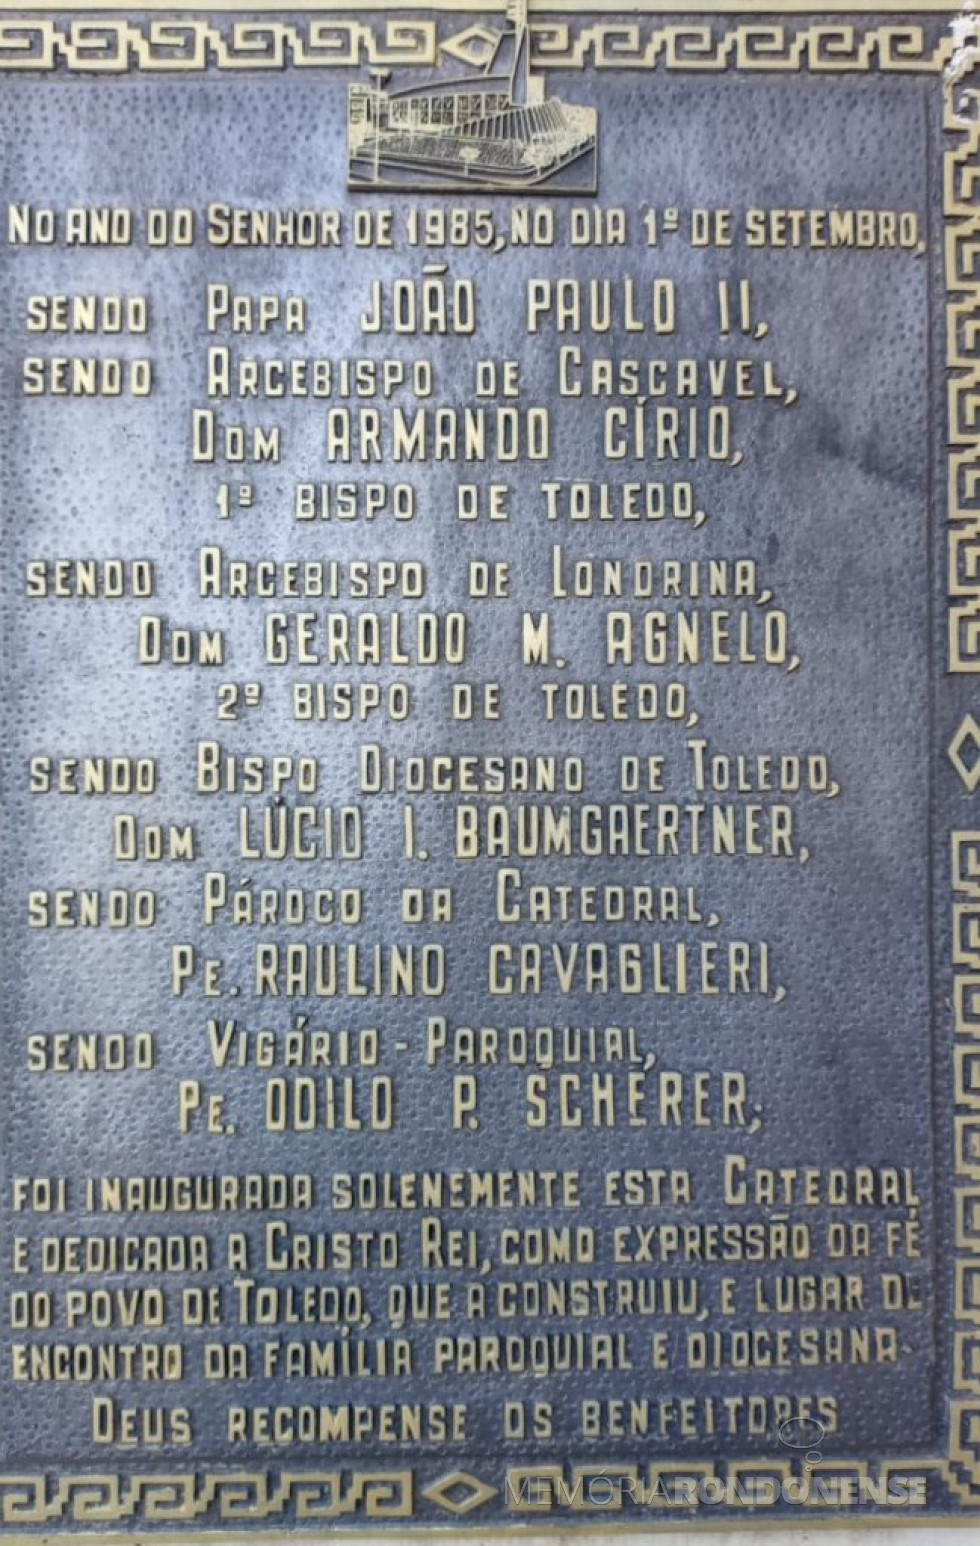 NO ANO DO SENHOR DE 1985, NO DIA 1º DE SETEMBRO,
SENDO PAPA JOÃO PAULO II,
SENDO ARCEBISPO DE CASCAVEL,
DOM ARMANDO CÍRIO,
1º BISPO DE TOLEDO,
SENDO ARCEBISPO DE LONDRINA,
DOM GERALDO M. AGNELO,
2º BISPO DE TOLEDO,
SENDO BISPO DIOCESANO DE TOLEDO,
DOM LÚCIO I. BAUMGAERTNER,
SENDO PÁROCO DA CATEDRAL,
PE. RAULINO CAVAGLIERI,
SENDO VIGÁRIO-PAROQUIAL,
PE. ODILO P. SCHERER;
FOI INAUGURADA SOLENEMENTE ESTA CATEDRAL
E DEDICADA A CRISTO REI, COMO EXPRESSÃO DA FÉ
DO POVO DE TOLEDO, QUE A CONSTRUIU, E LUGAR DE
ENCONTRO DA FAMÍLIA PAROQUIAL E DIOCESANA.
DEUS RECOMPENSE OS BENFEITORES
MEMÓRIARONDONENSE